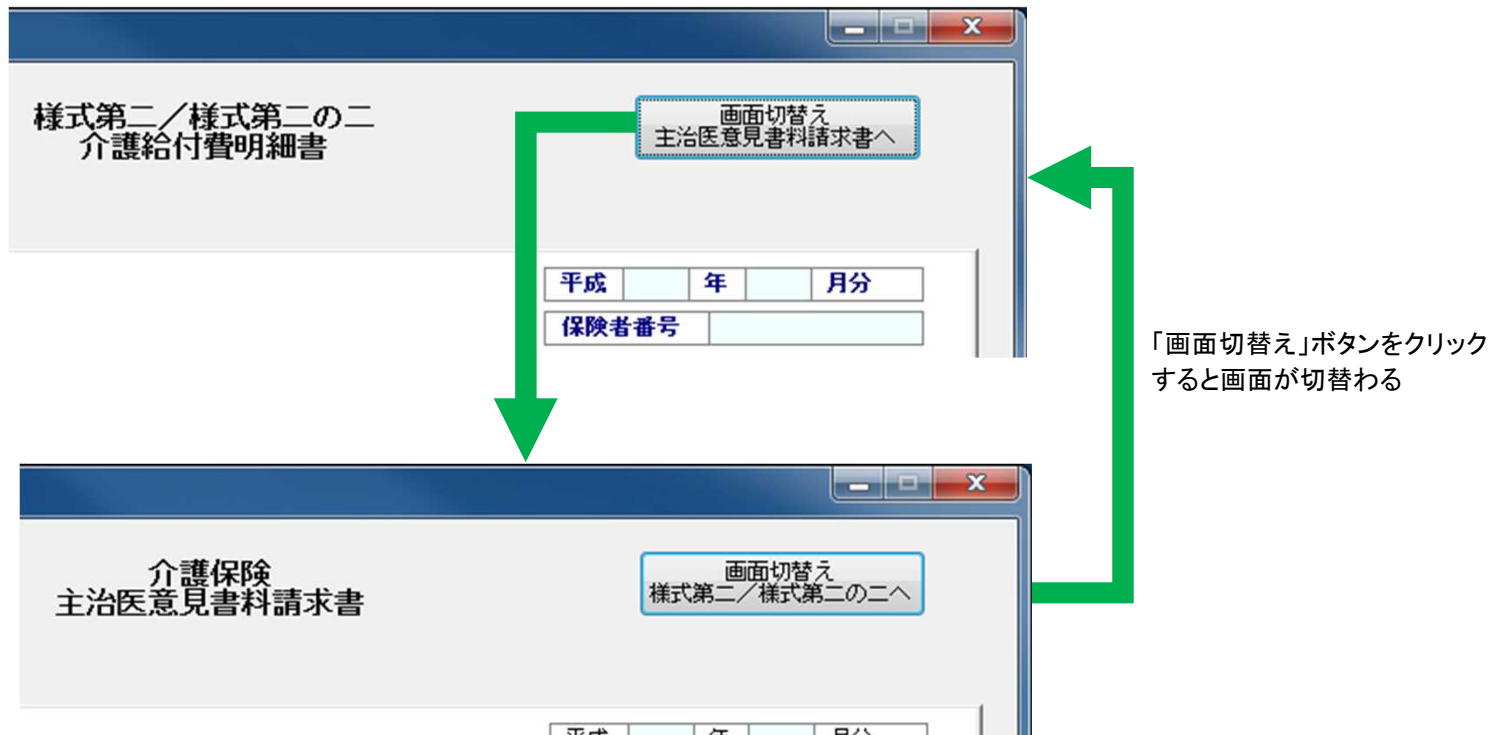 様式第二／様式第二の二
介護給付費明細書
画面切替え
主治医意見書料請求書へ
平成 年 月分
保険者番号
「画面切替え」ボタンをクリック
すると画面が切替わる
介護保険
主治医意見書料請求書
画面切替え
様式第二／様式第二の二へ
平成 年 月分